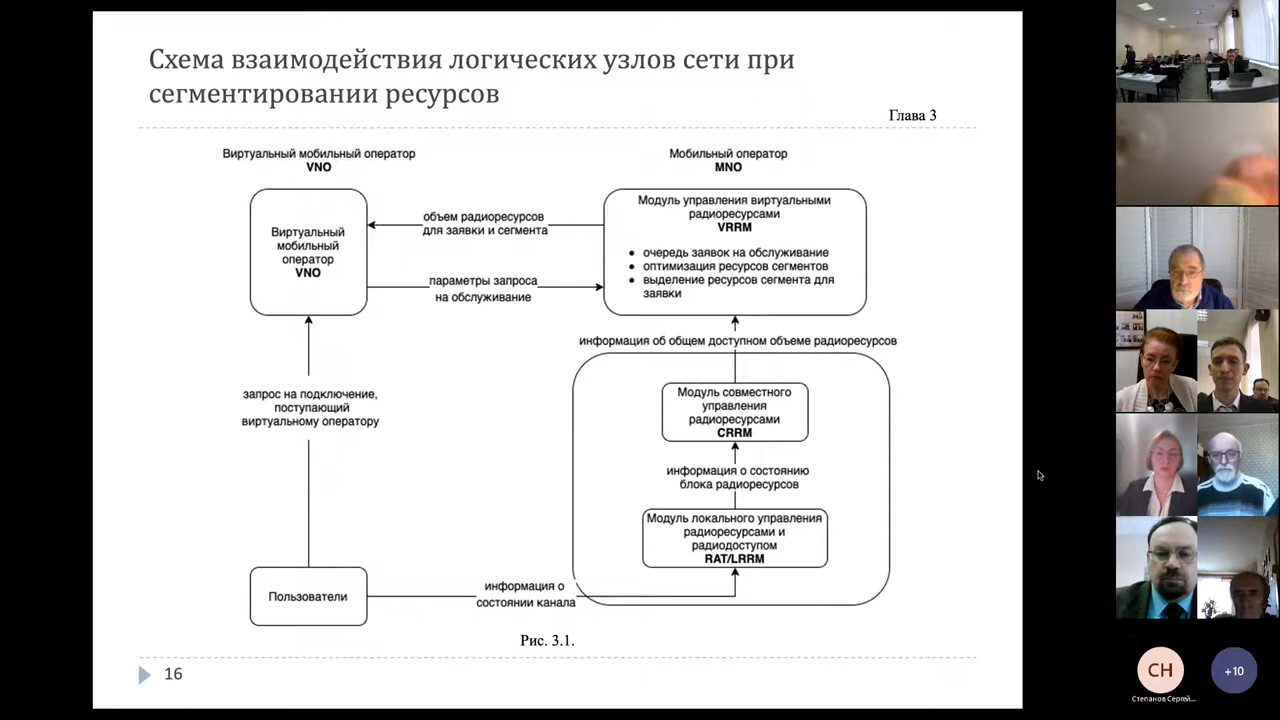 Схема взаимодействия логических узлов сети при
сегментировании ресурсов
Глава 3
Виртуальный мобильный оператор
VNO
Мобильный оператор
MNO
Виртуальный
мобильный
оператор
VNO
объем радиоресурсов
для заявки и сегмента
параметры запроса
на обслуживание
Модуль управления виртуальными
радиоресурсами
VRRM
• очередь заявок на обслуживание
• оптимизация ресурсов сегментов
• выделение ресурсов сегмента для
заявки
информация об общем доступном объеме радиоресурсов
Модуль совместного
управления
радиоресурсами
CRRM
запрос на подключение,
поступающий
виртуальному оператору
информация о состоянию
блока радиоресурсов
Модуль локального управления
радиоресурсами и
радиодоступом
RAT/LRRM
Пользователи
информация о
состоянии канала
Рис. 3.1.
16
СН
Степанов Сергей...
+10